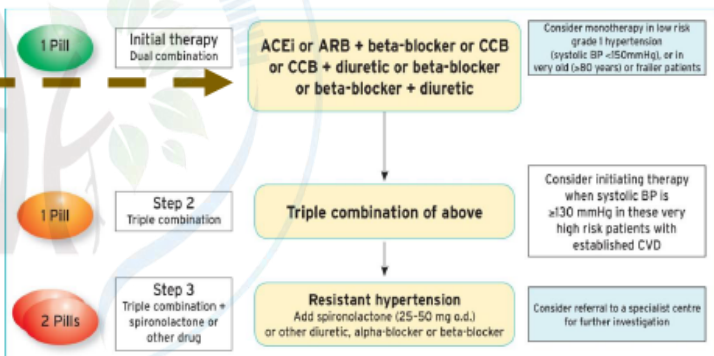 1 Pill
Initial therapy
Dual combination
ACEi or ARB + beta-blocker or CCB
or CCB + diuretic or beta-blocker
or beta-blocker + diuretic
Consider monotherapy in low risk
grade 1 hypertension
(systolic BP <150mmHg), or in
very old (≥80 years) or frailer patients
1 Pill
Step 2
Triple combination
Triple combination of above
Consider initiating therapy
when systolic BP is
≥130 mmHg in these very
high risk patients with
established CVD
2 Pills
Step 3
Triple combination +
spironolactone or
other drug
Resistant hypertension
Add spironolactone (25-50 mg o.d.)
or other diuretic, alpha-blocker or beta-blocker
Consider referral to a specialist centre
for further investigation